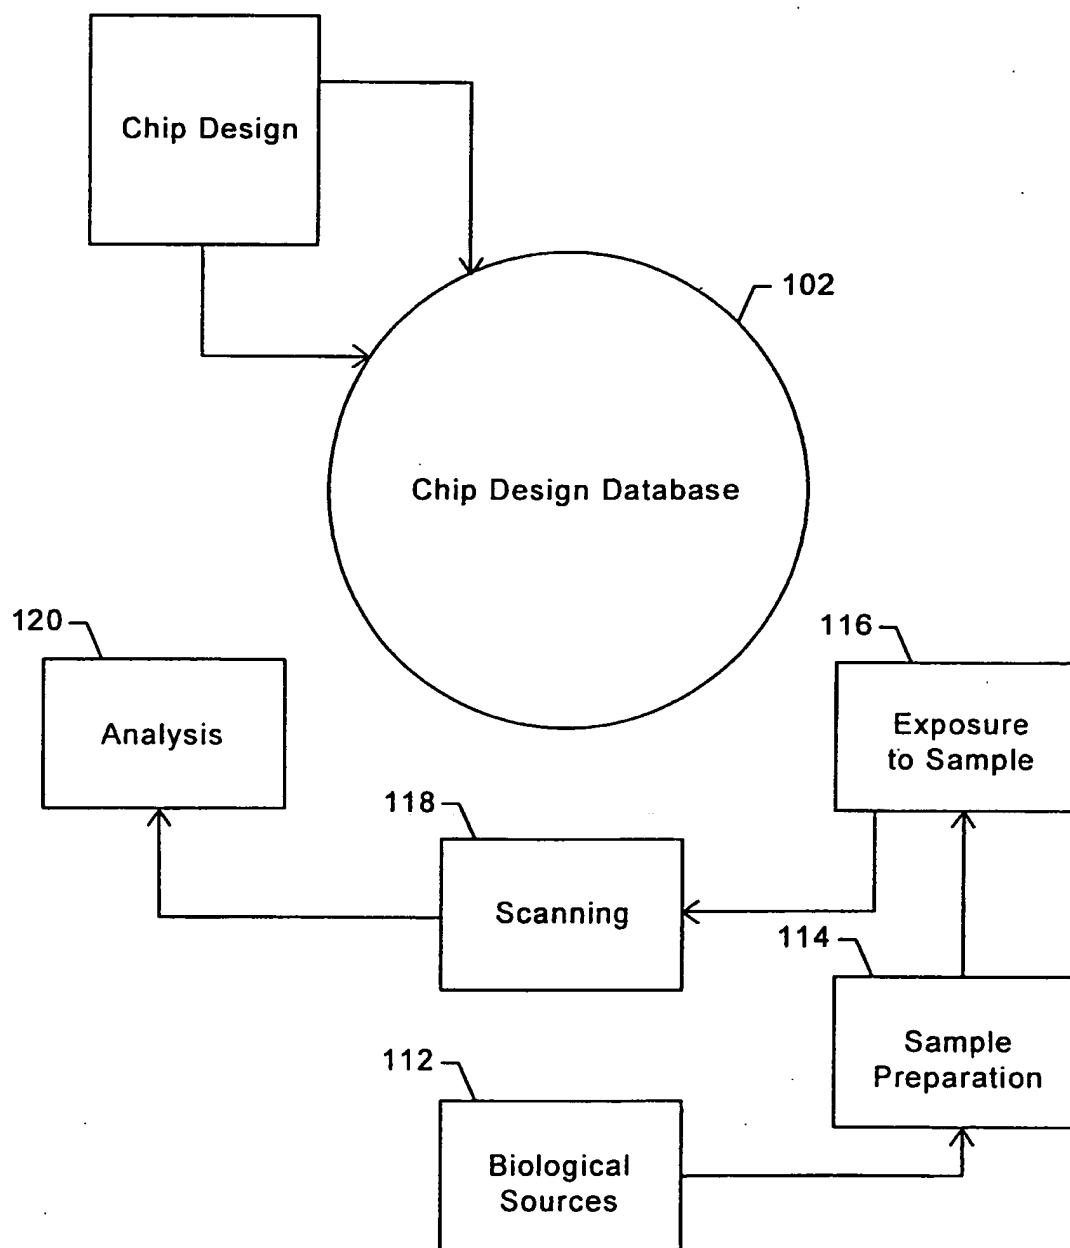 Chip Design
102
Chip Design Database
120
116
Analysis
Exposure
to Sample
118
Scanning
114
Sample
Preparation
112
Biological
Sources